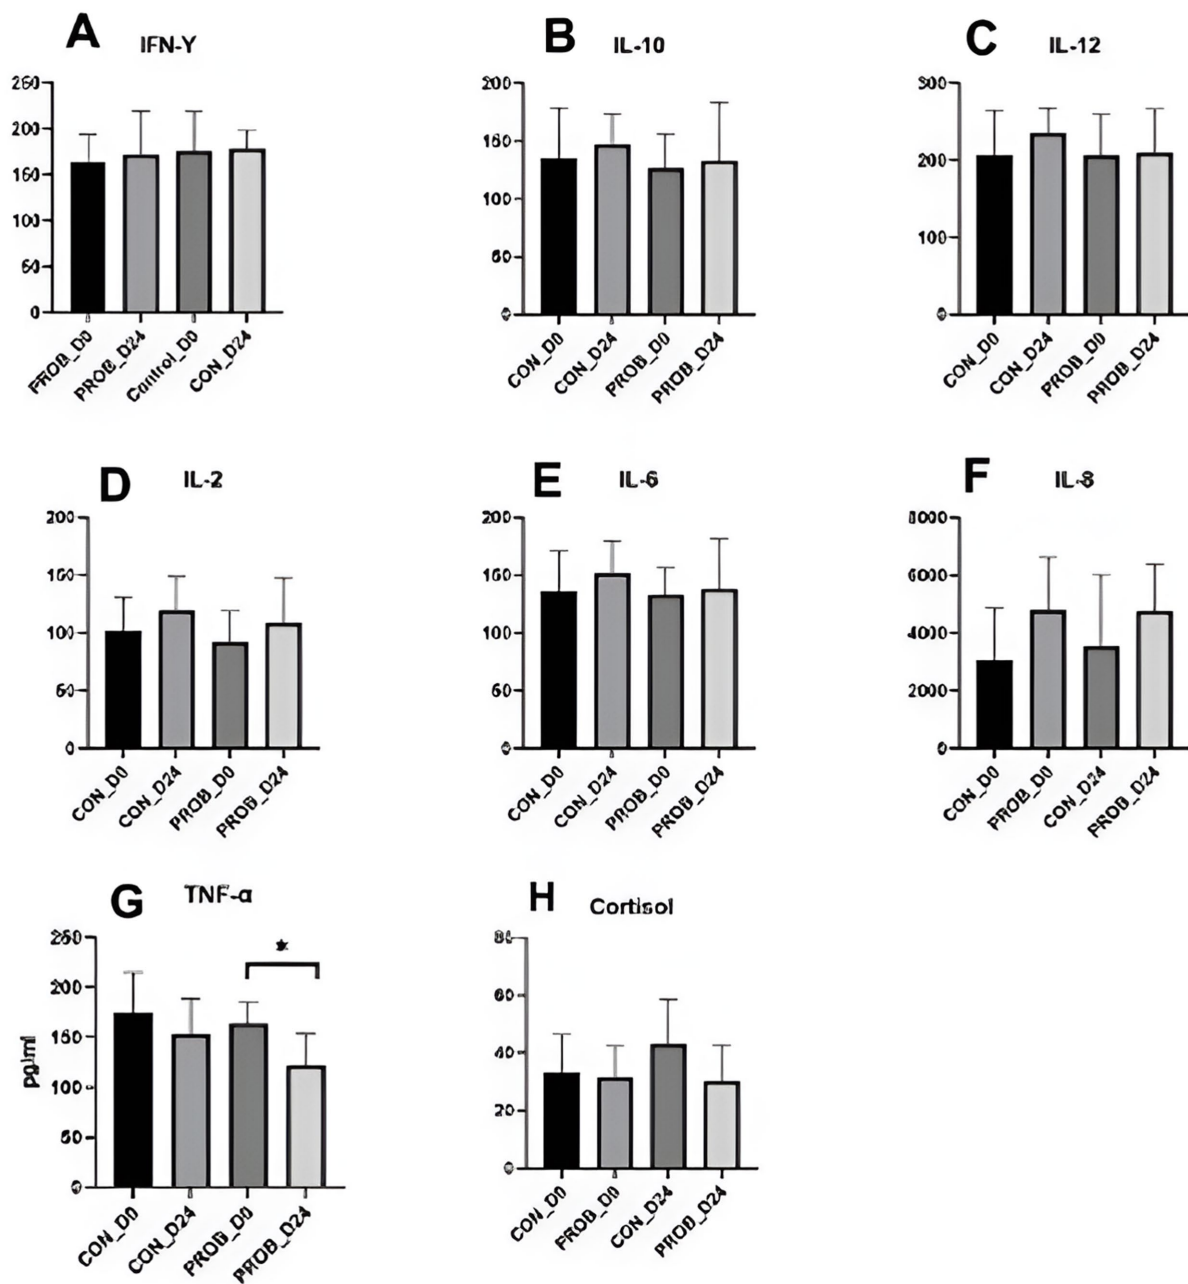 A IFN-Y
250
200
150
100
50
0
PROB_D0
PROB_D24
Control_D0
CON_D24
B IL-10
200
150
100
50
0
CON_D0
CON_D24
PROB_D0
PROB_D24
C IL-12
300
200
100
0
CON_D0
CON_D24
PROB_D0
PROB_D24
D IL-2
200
150
100
50
0
CON_D0
CON_D24
PROB_D0
PROB_D24
E IL-6
200
150
100
50
0
CON_D0
CON_D24
PROB_D0
PROB_D24
F IL-8
8000
6000
4000
2000
0
CON_D0
PROB_D0
CON_D24
PROB_D24
G TNF-α
pg/ml
250
200
150
100
50
0
*
CON_D0
CON_D24
PROB_D0
PROB_D24
H Cortisol
80
60
40
20
0
CON_D0
PROB_D0
CON_D24
PROB_D24